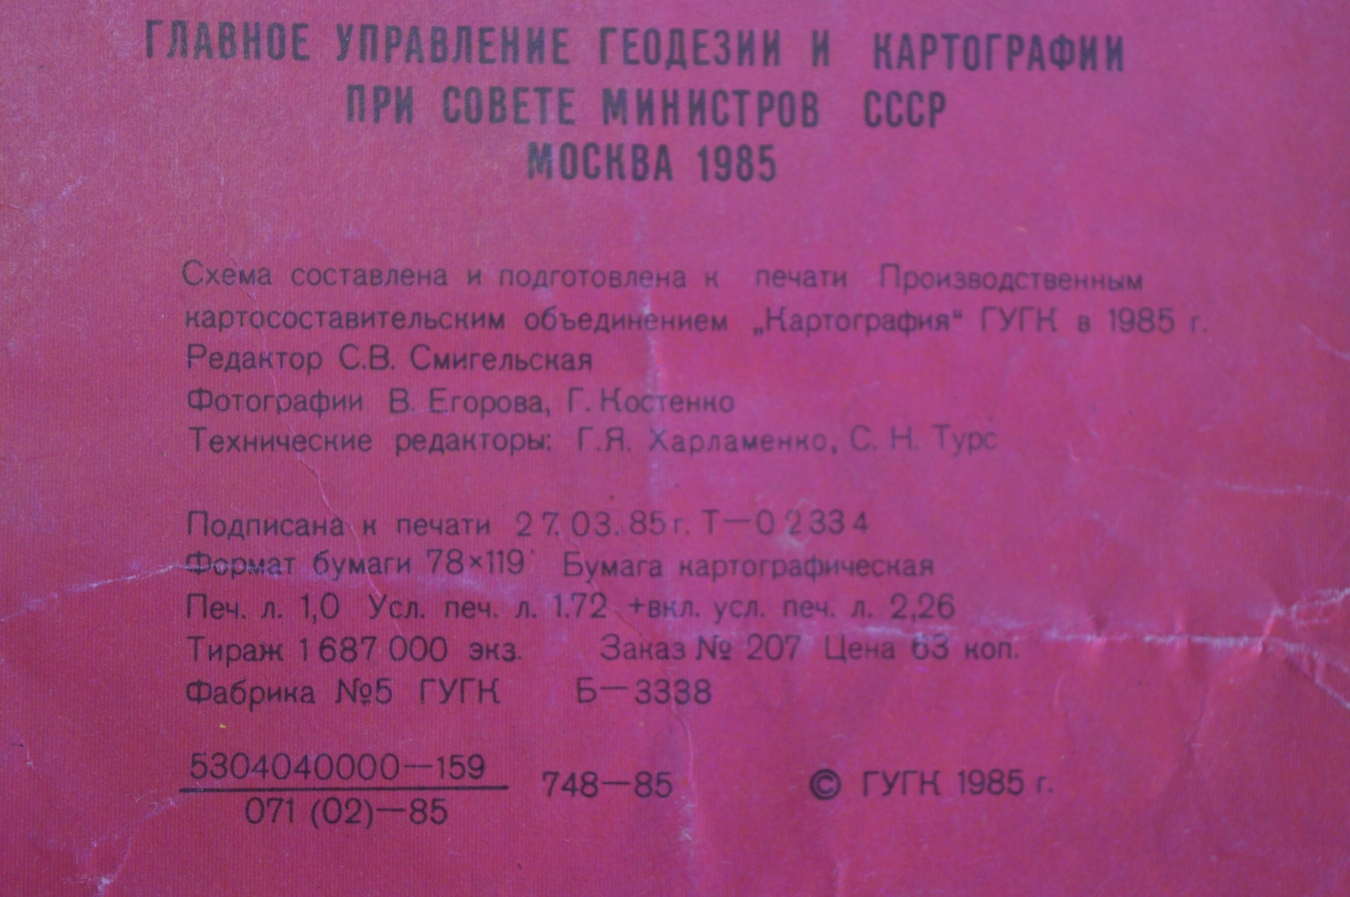 ГЛАВНОЕ УПРАВЛЕНИЕ ГЕОДЕЗИИ И КАРТОГРАФИИ
ПРИ СОВЕТЕ МИНИСТРОВ СССР
МОСКВА 1985
Схема составлена и подготовлена к печати Производственным
картосоставительским объединением „Картография“ ГУГК в 1985 г.
Редактор С.В. Смигельская
Фотографии В. Егорова, Г. Костенко
Технические редакторы: Г.Я. Харламенко, С. Н. Турс
Подписана к печати 27.03.85г. Т—02334
Формат бумаги 78×119 Бумага картографическая
Печ. л. 1,0 Усл. печ. л. 1.72 +вкл. усл. печ. л. 2,26
Тираж 1 687 000 экз. Заказ № 207 Цена 63 коп.
Фабрика №5 ГУГК Б—3338
5304040000—159
071 (02)—85
748—85 © ГУГК 1985 г.